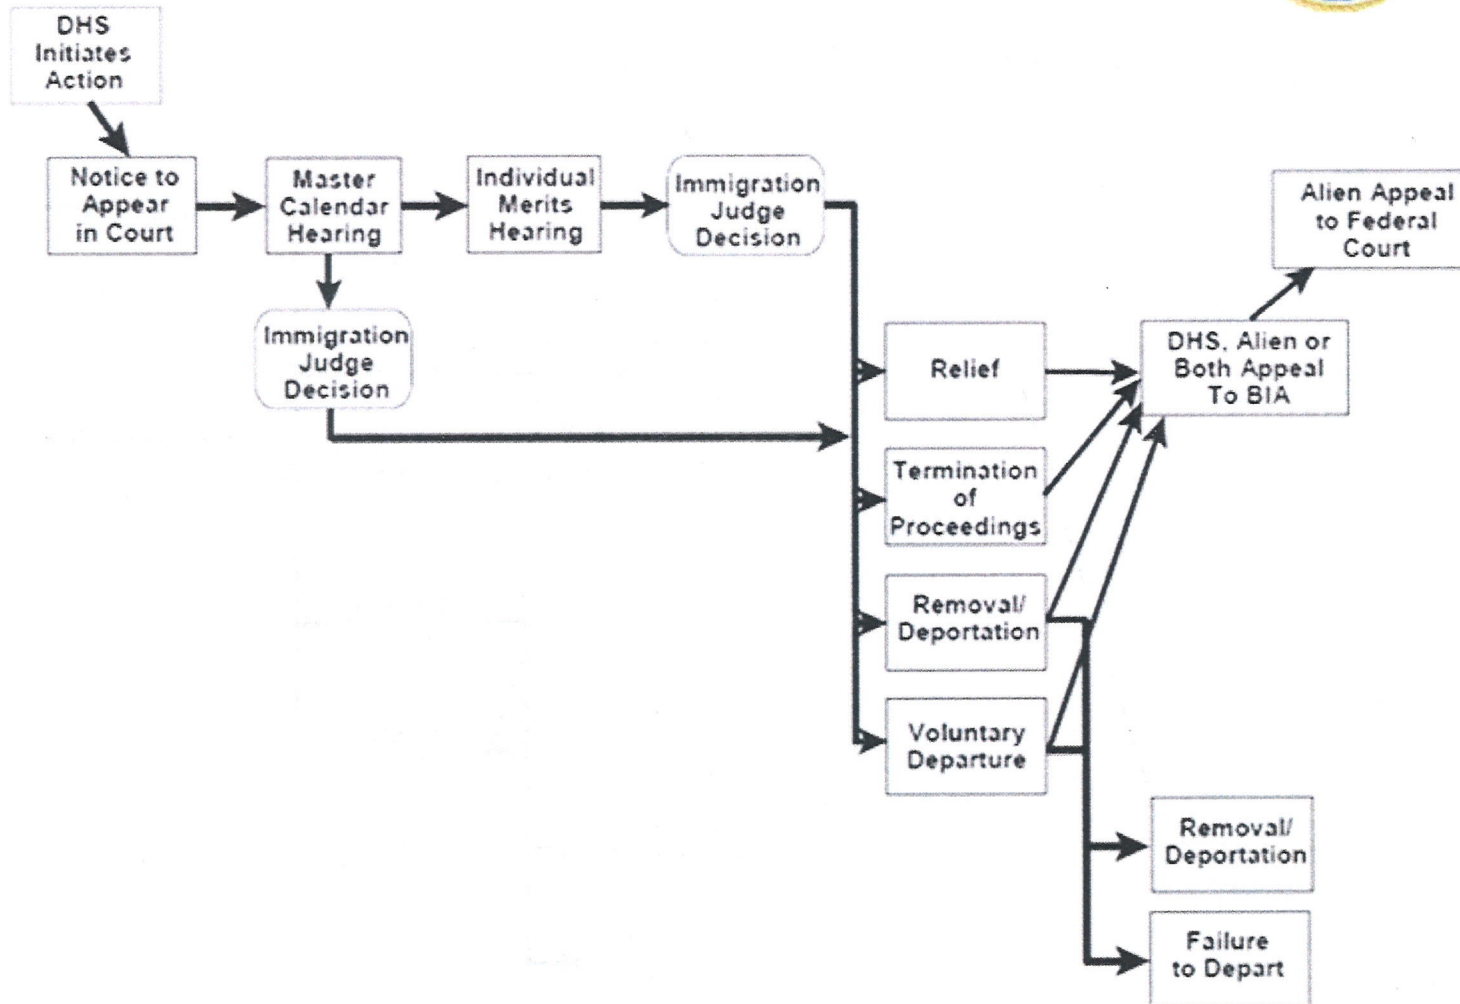 DHS
Initiates
Action
Notice to
Appear
in Court
Master
Calendar
Hearing
Individual
Merits
Hearing
Immigration
Judge
Decision
Immigration
Judge
Decision
Relief
Termination
of
Proceedings
Removal/
Deportation
Voluntary
Departure
DHS, Alien or
Both Appeal
To BIA
Alien Appeal
to Federal
Court
Removal/
Deportation
Failure
to Depart